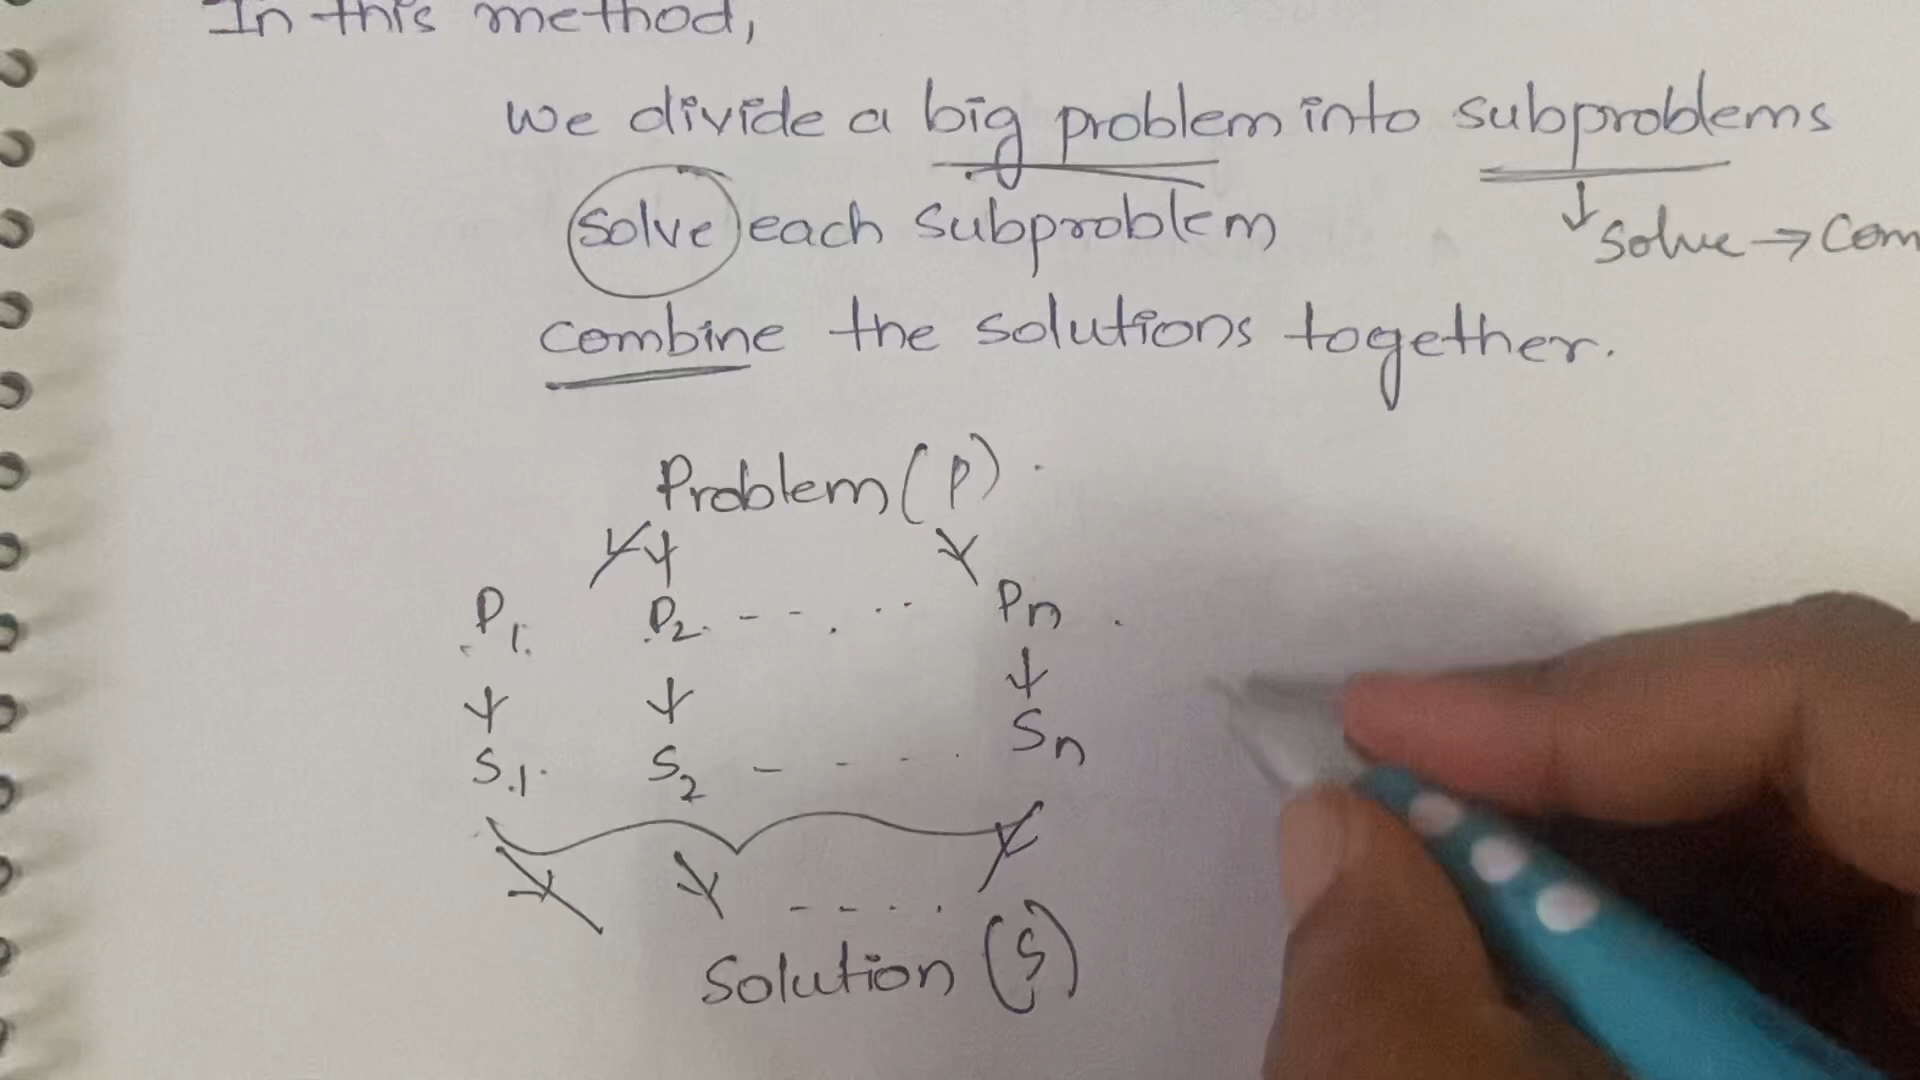 In this method,
we divide a big problem into subproblems
solve each subproblem
solve → com
combine the solutions together.
Problem (P)
P1 P2 - - . . . Pn
S1 S2 - - - . . Sn
- - . .
Solution (S)